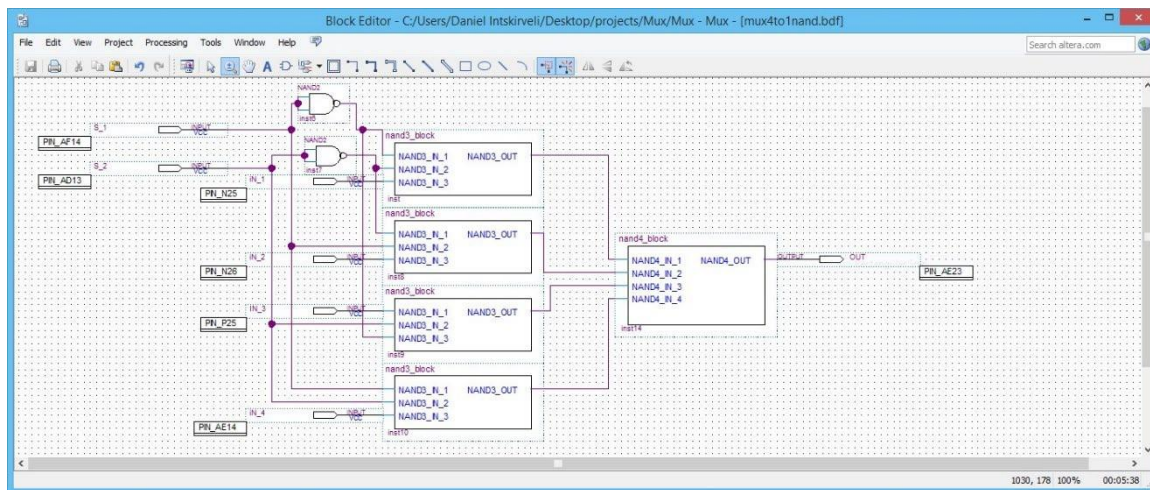 Block Editor - C:/Users/Daniel Intskirveli/Desktop/projects/Mux/Mux - Mux - [mux4to1nand.bdf]
File Edit View Project Processing Tools Window Help
Search altera.com
A
NAND2
inst6
S_1
INPUT
VCC
PIN_AF14
NAND2
inst7
S_2
INPUT
VCC
PIN_AD13
nand3_block
NAND3_IN_1 NAND3_OUT
NAND3_IN_2
NAND3_IN_3
inst
IN_1
INPUT
VCC
PIN_N25
nand3_block
NAND3_IN_1 NAND3_OUT
NAND3_IN_2
NAND3_IN_3
inst8
IN_2
INPUT
VCC
PIN_N26
nand3_block
NAND3_IN_1 NAND3_OUT
NAND3_IN_2
NAND3_IN_3
inst9
IN_3
INPUT
VCC
PIN_P25
nand3_block
NAND3_IN_1 NAND3_OUT
NAND3_IN_2
NAND3_IN_3
inst10
IN_4
INPUT
VCC
PIN_AE14
nand4_block
NAND4_IN_1 NAND4_OUT
NAND4_IN_2
NAND4_IN_3
NAND4_IN_4
inst14
OUTPUT OUT
PIN_AE23
1030, 178 100% 00:05:38